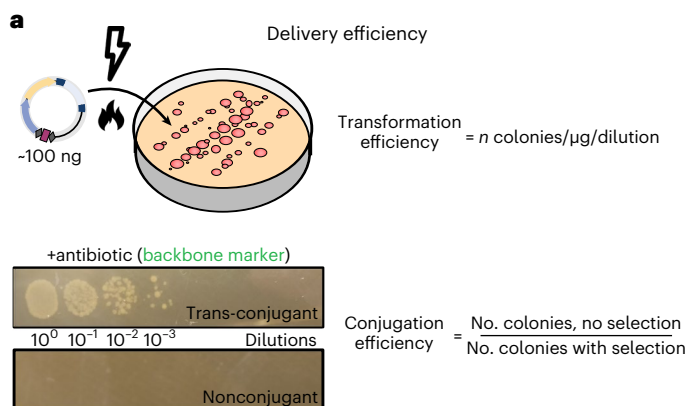 a
Delivery efficiency
~100 ng
Transformation
efficiency
= n colonies/µg/dilution
+antibiotic (backbone marker)
Trans-conjugant
10⁰ 10⁻¹ 10⁻² 10⁻³ Dilutions
Nonconjugant
Conjugation
efficiency
=
No. colonies, no selection
No. colonies with selection